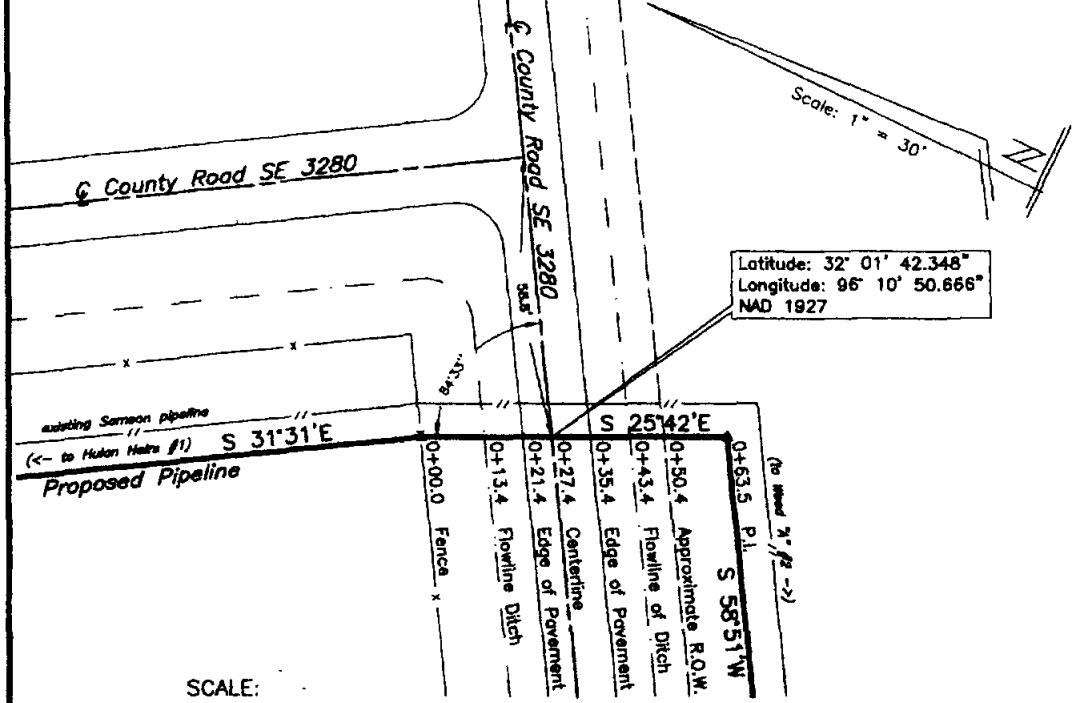 ℄ County Road SE 3280
℄ County Road SE 3280
Scale: 1" = 30'
N
Latitude: 32° 01' 42.348"
Longitude: 96° 10' 50.666"
NAD 1927
58.8'
84°33'
existing Samson pipeline
(<- to Hulan Heirs #1)
S 31°31'E
Proposed Pipeline
S 25°42'E
0+00.0 Fence
0+13.4 Flowline Ditch
0+21.4 Edge of Pavement
0+27.4 Centerline
0+35.4 Edge of Pavement
0+43.4 Flowline of Ditch
0+50.4 Approximate R.O.W.
0+63.5 P.I.
(to #2 ->)
S 58°51'W
SCALE: